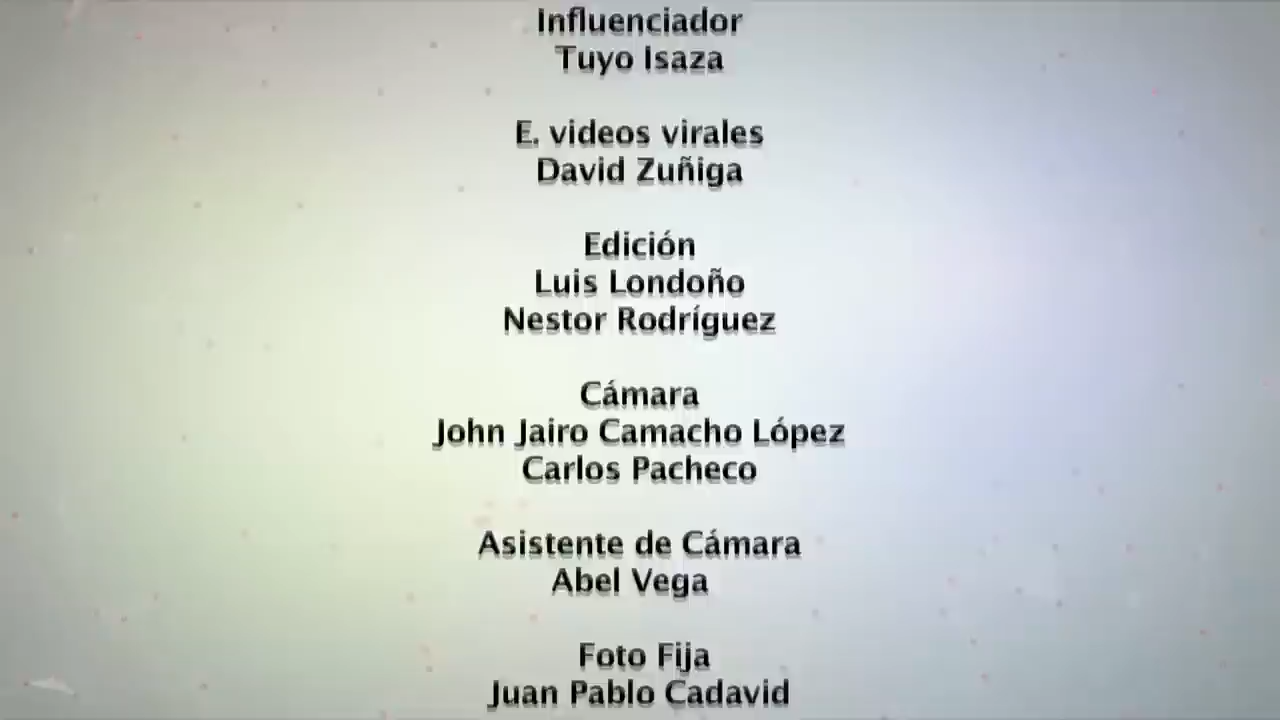 Influenciador
Tuyo Isaza
E. videos virales
David Zuñiga
Edición
Luis Londoño
Nestor Rodríguez
Cámara
John Jairo Camacho López
Carlos Pacheco
Asistente de Cámara
Abel Vega
Foto Fija
Juan Pablo Cadavid